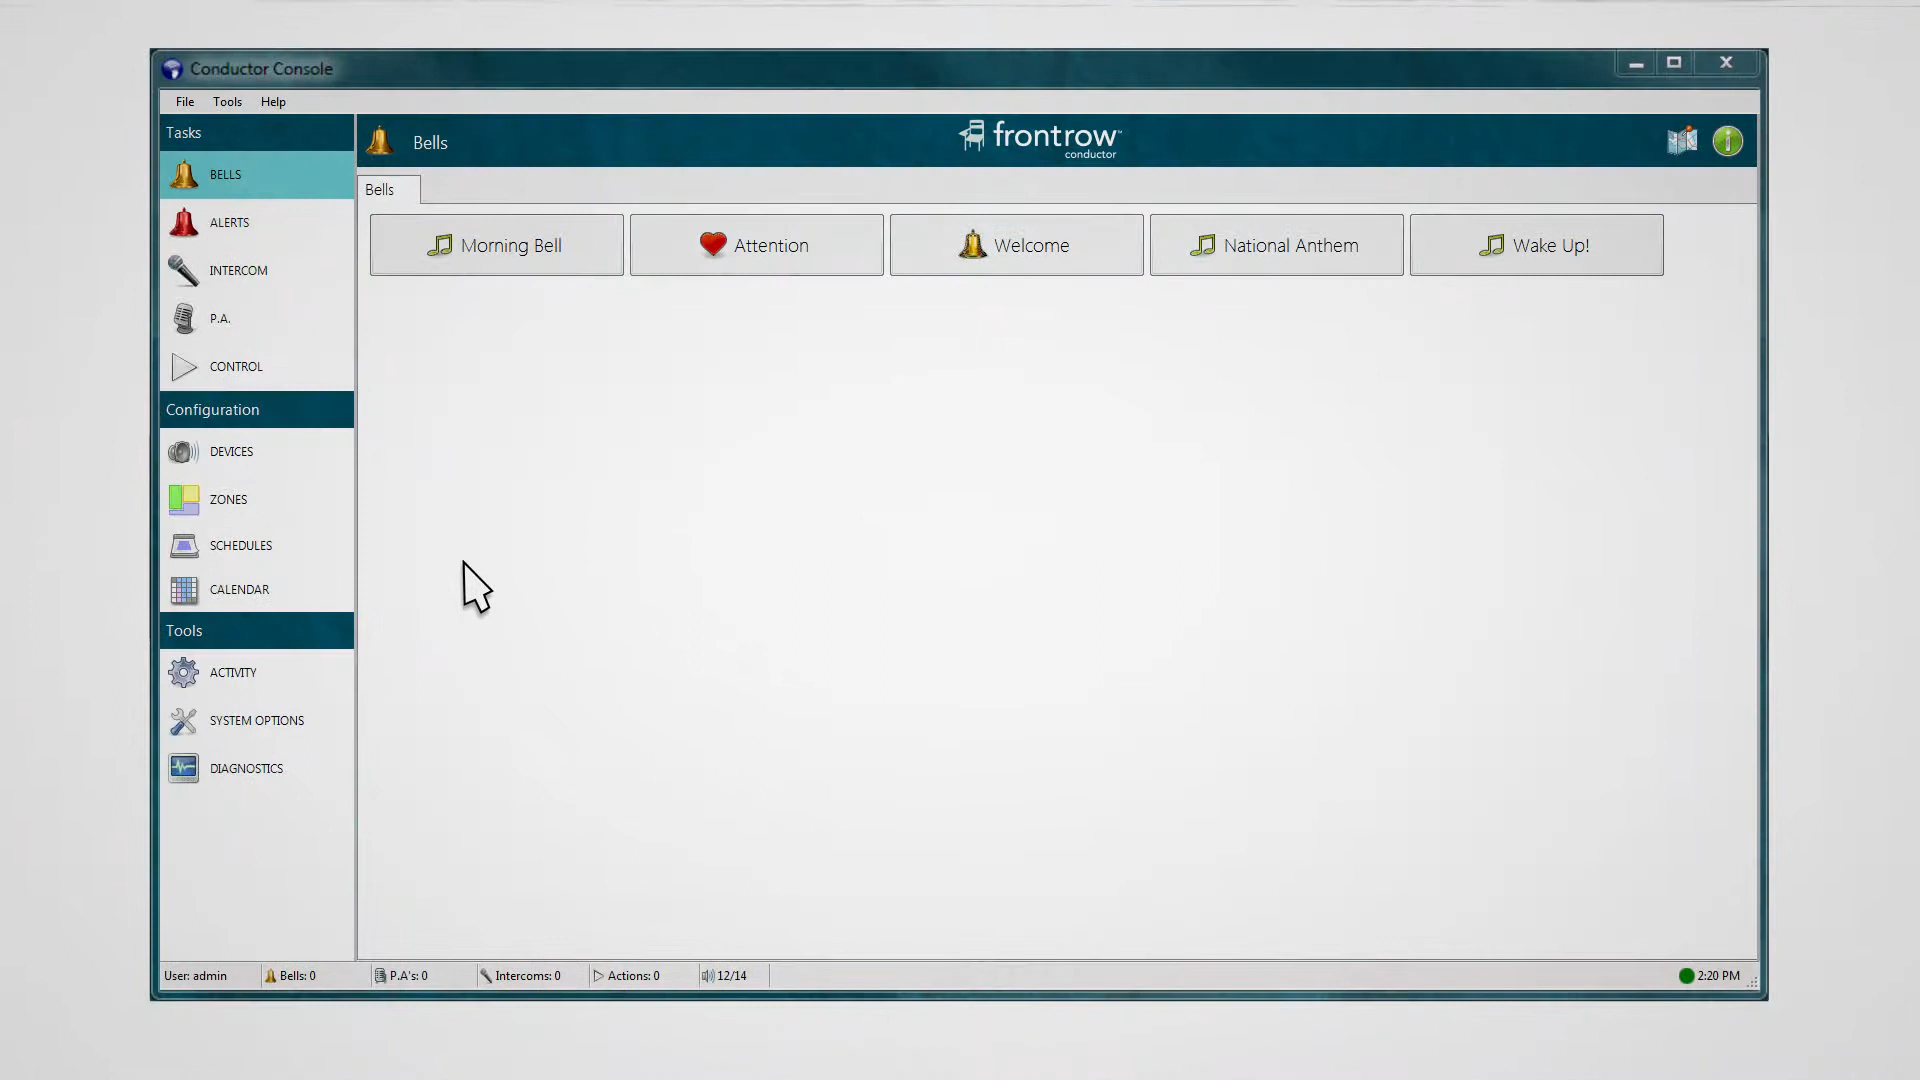 Conductor Console
File Tools Help
Tasks
BELLS
ALERTS
INTERCOM
P.A.
CONTROL
Configuration
DEVICES
ZONES
SCHEDULES
CALENDAR
Tools
ACTIVITY
SYSTEM OPTIONS
DIAGNOSTICS
Bells
frontrow™
conductor
Bells
Morning Bell
Attention
Welcome
National Anthem
Wake Up!
User: admin Bells: 0 P.A's: 0 Intercoms: 0 Actions: 0 12/14 2:20 PM